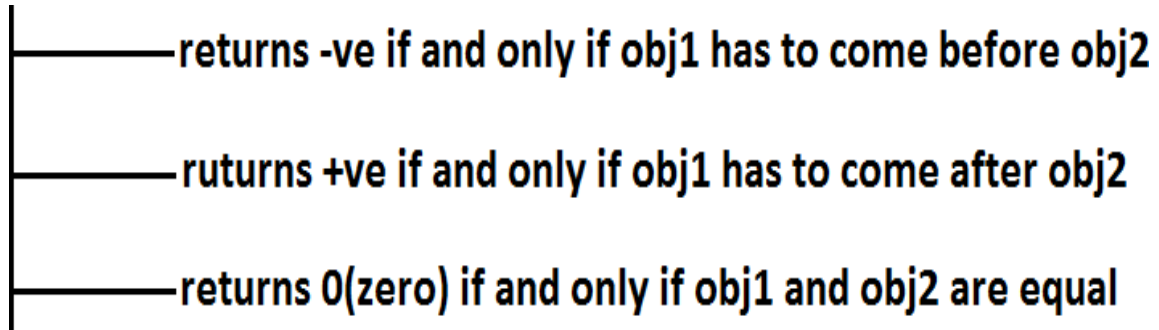 returns -ve if and only if obj1 has to come before obj2
ruturns +ve if and only if obj1 has to come after obj2
returns 0(zero) if and only if obj1 and obj2 are equal